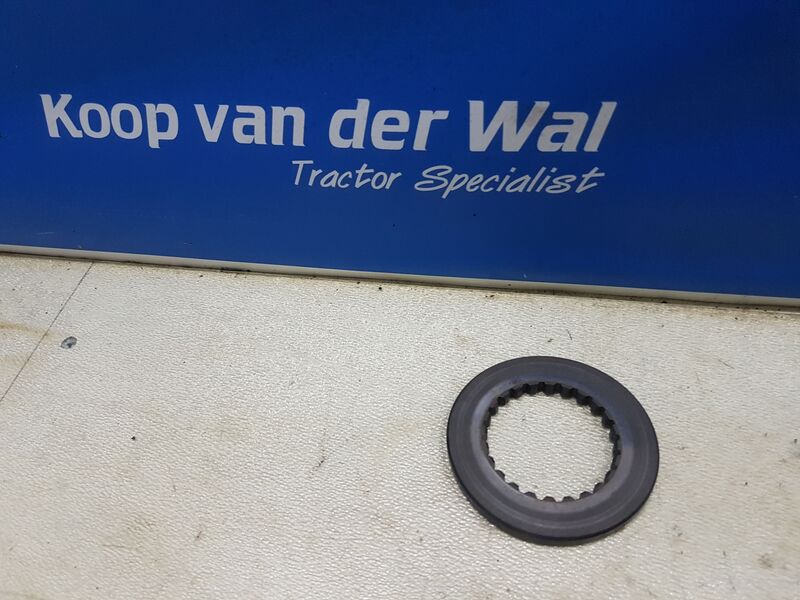 Koop van der Wal
Tractor Specialist